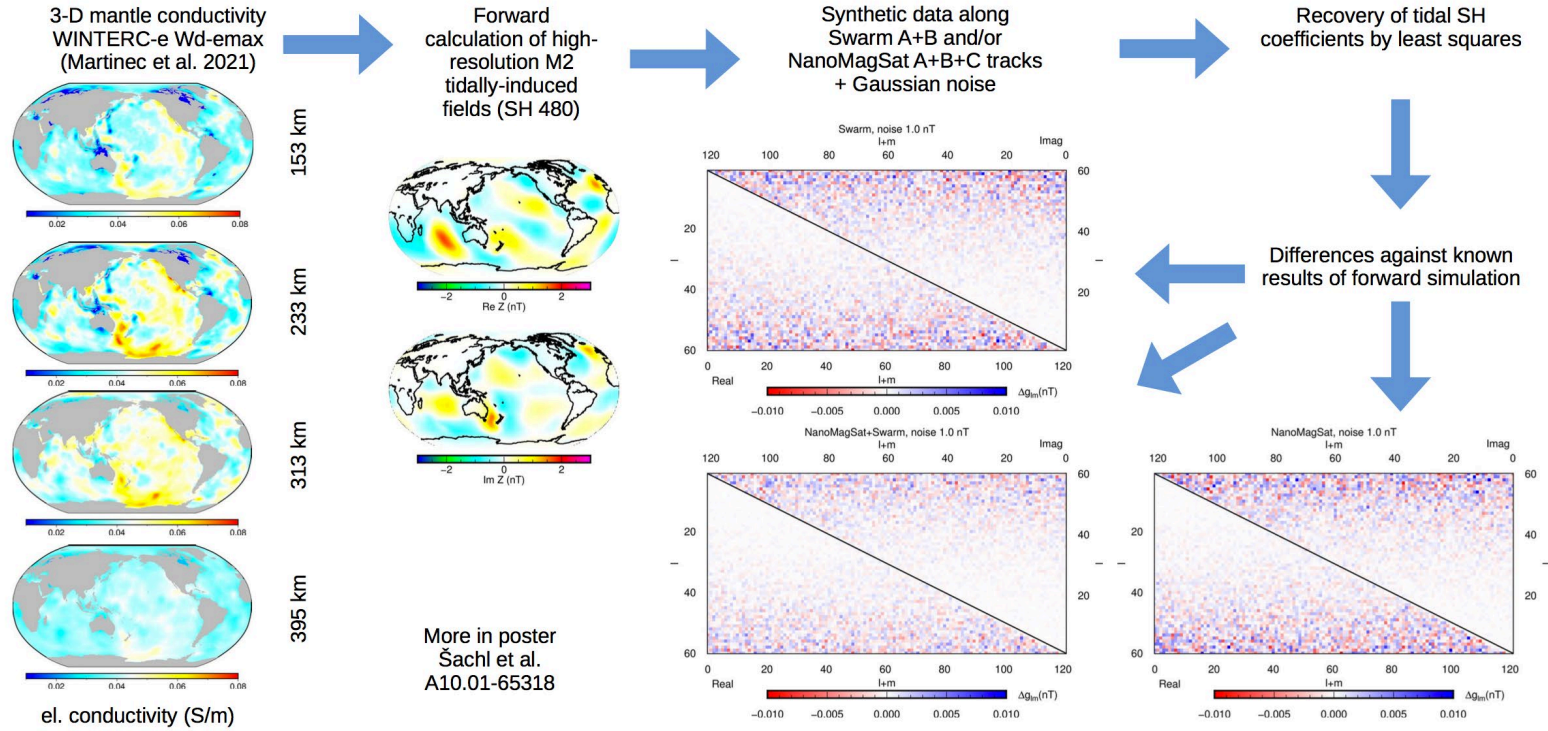 3-D mantle conductivity
WINTERC-e Wd-emax
(Martinec et al. 2021)
153 km
0.02 0.04 0.06 0.08
233 km
0.02 0.04 0.06 0.08
313 km
0.02 0.04 0.06 0.08
395 km
0.02 0.04 0.06 0.08
el. conductivity (S/m)
Forward
calculation of high-
resolution M2
tidally-induced
fields (SH 480)
−2 0 2
Re Z (nT)
−2 0 2
Im Z (nT)
More in poster
Šachl et al.
A10.01-65318
Synthetic data along
Swarm A+B and/or
NanoMagSat A+B+C tracks
+ Gaussian noise
Swarm, noise 1.0 nT
l+m Imag
120 100 80 60 40 20 0
60
20
40
l
l
40
20
60
0 20 40 60 80 100 120
Real l+m
Δglm(nT)
−0.010 −0.005 0.000 0.005 0.010
NanoMagSat+Swarm, noise 1.0 nT
l+m Imag
120 100 80 60 40 20 0
60
20
40
l
l
40
20
60
0 20 40 60 80 100 120
Real l+m
Δglm(nT)
−0.010 −0.005 0.000 0.005 0.010
Recovery of tidal SH
coefficients by least squares
Differences against known
results of forward simulation
NanoMagSat, noise 1.0 nT
l+m Imag
120 100 80 60 40 20 0
60
20
40
l
l
40
20
60
0 20 40 60 80 100 120
Real l+m
Δglm(nT)
−0.010 −0.005 0.000 0.005 0.010